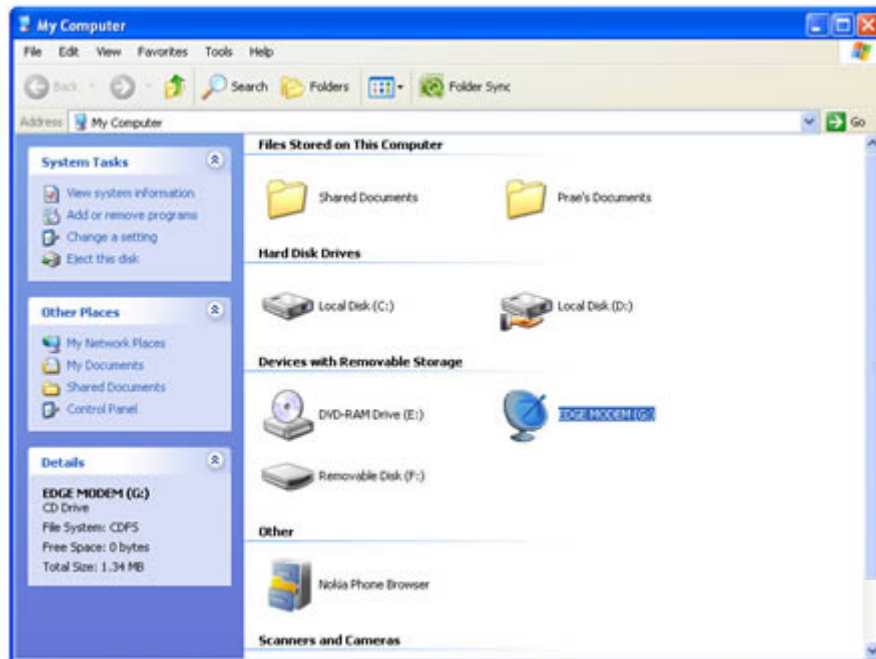 My Computer
File Edit View Favorites Tools Help
Back Search Folders Folder Sync
Address My Computer Go
System Tasks
View system information
Add or remove programs
Change a setting
Eject this disk
Other Places
My Network Places
My Documents
Shared Documents
Control Panel
Details
EDGE MODEM (G:)
CD Drive
File System: CDFS
Free Space: 0 bytes
Total Size: 1.34 MB
Files Stored on This Computer
Shared Documents Prae's Documents
Hard Disk Drives
Local Disk (C:) Local Disk (D:)
Devices with Removable Storage
DVD-RAM Drive (E:) EDGE MODEM (G:)
Removable Disk (F:)
Other
Nokia Phone Browser
Scanners and Cameras